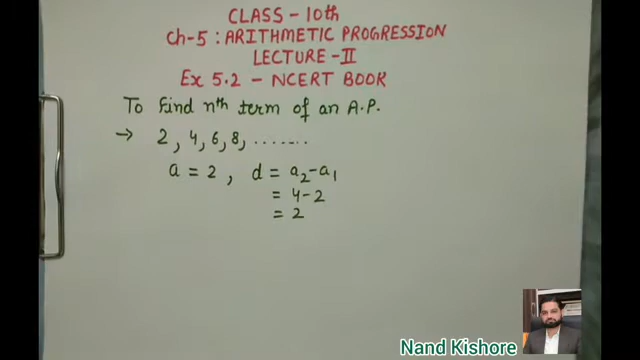 CLASS - 10th
Ch-5 : ARITHMETIC PROGRESSION
LECTURE - II
Ex 5.2 - NCERT BOOK
To find nth term of an A.P.
→ 2, 4, 6, 8, .......
a = 2, d = a2 - a1
= 4 - 2
= 2
Nand Kishore